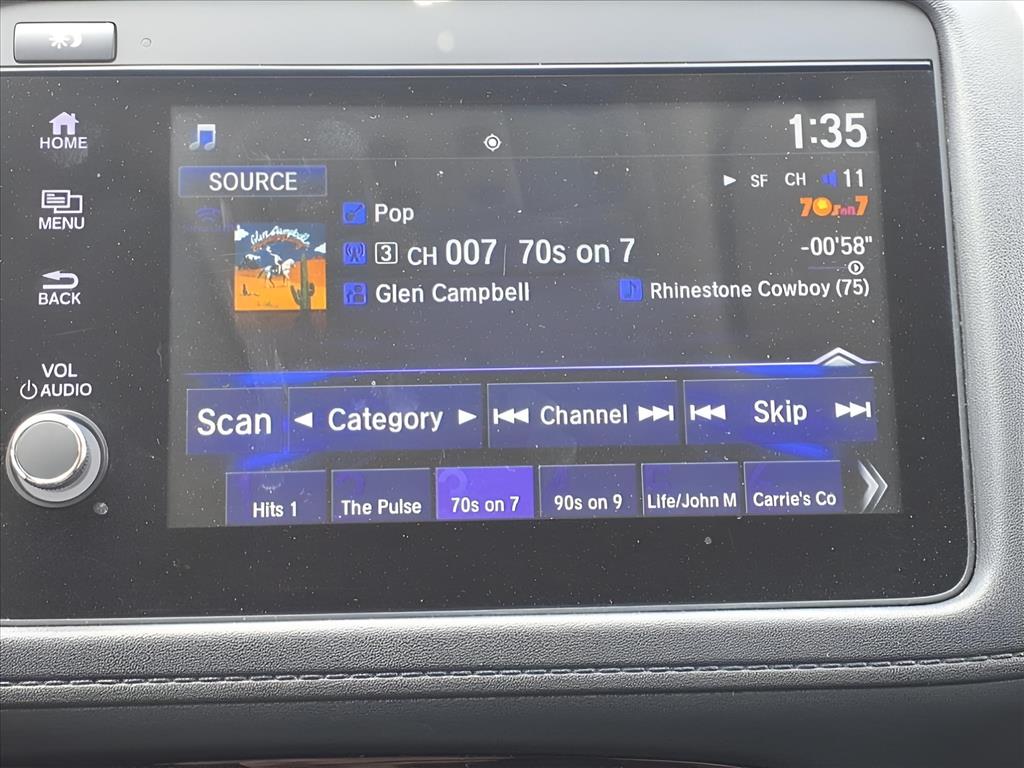 HOME
1:35
SOURCE
SF CH 11
70s on 7
Pop
MENU
Glen Campbell
3 CH 007 70s on 7
-00'58"
BACK
Glen Campbell
Rhinestone Cowboy (75)
VOL
AUDIO
Scan Category Channel Skip
Hits 1 The Pulse 70s on 7 90s on 9 Life/John M Carrie's Co